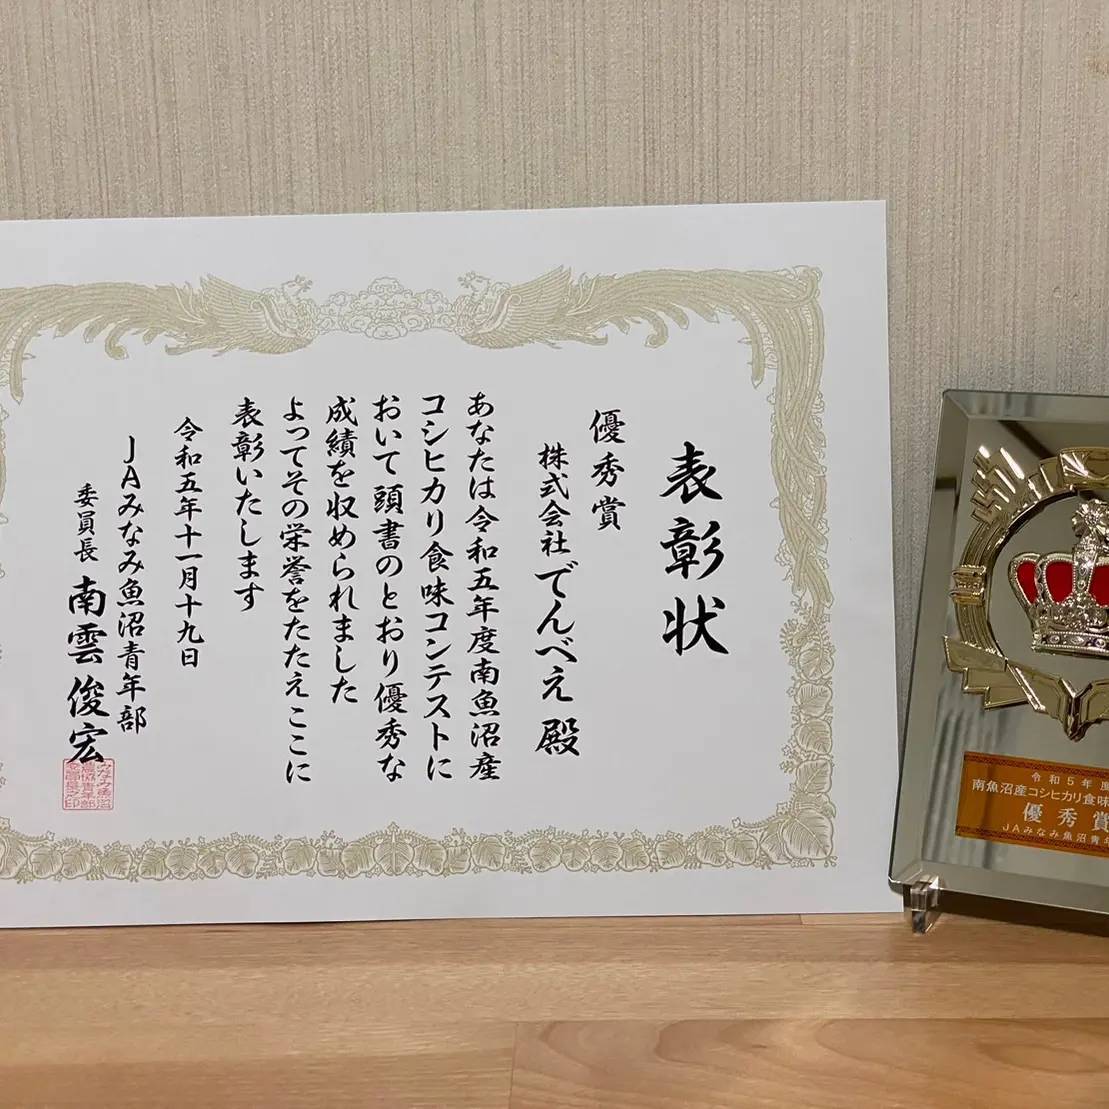 表彰状
優秀賞
株式会社でんべえ 殿
あなたは令和五年度南魚沼産
コシヒカリ食味コンテストに
おいて頭書のとおり優秀な
成績を収められました
よってその栄誉をたたえここに
表彰いたします
令和五年十一月十九日
JAみなみ魚沼青年部
委員長 南雲俊宏
令和5年度
南魚沼産コシヒカリ食味
優秀賞
JAみなみ魚沼青